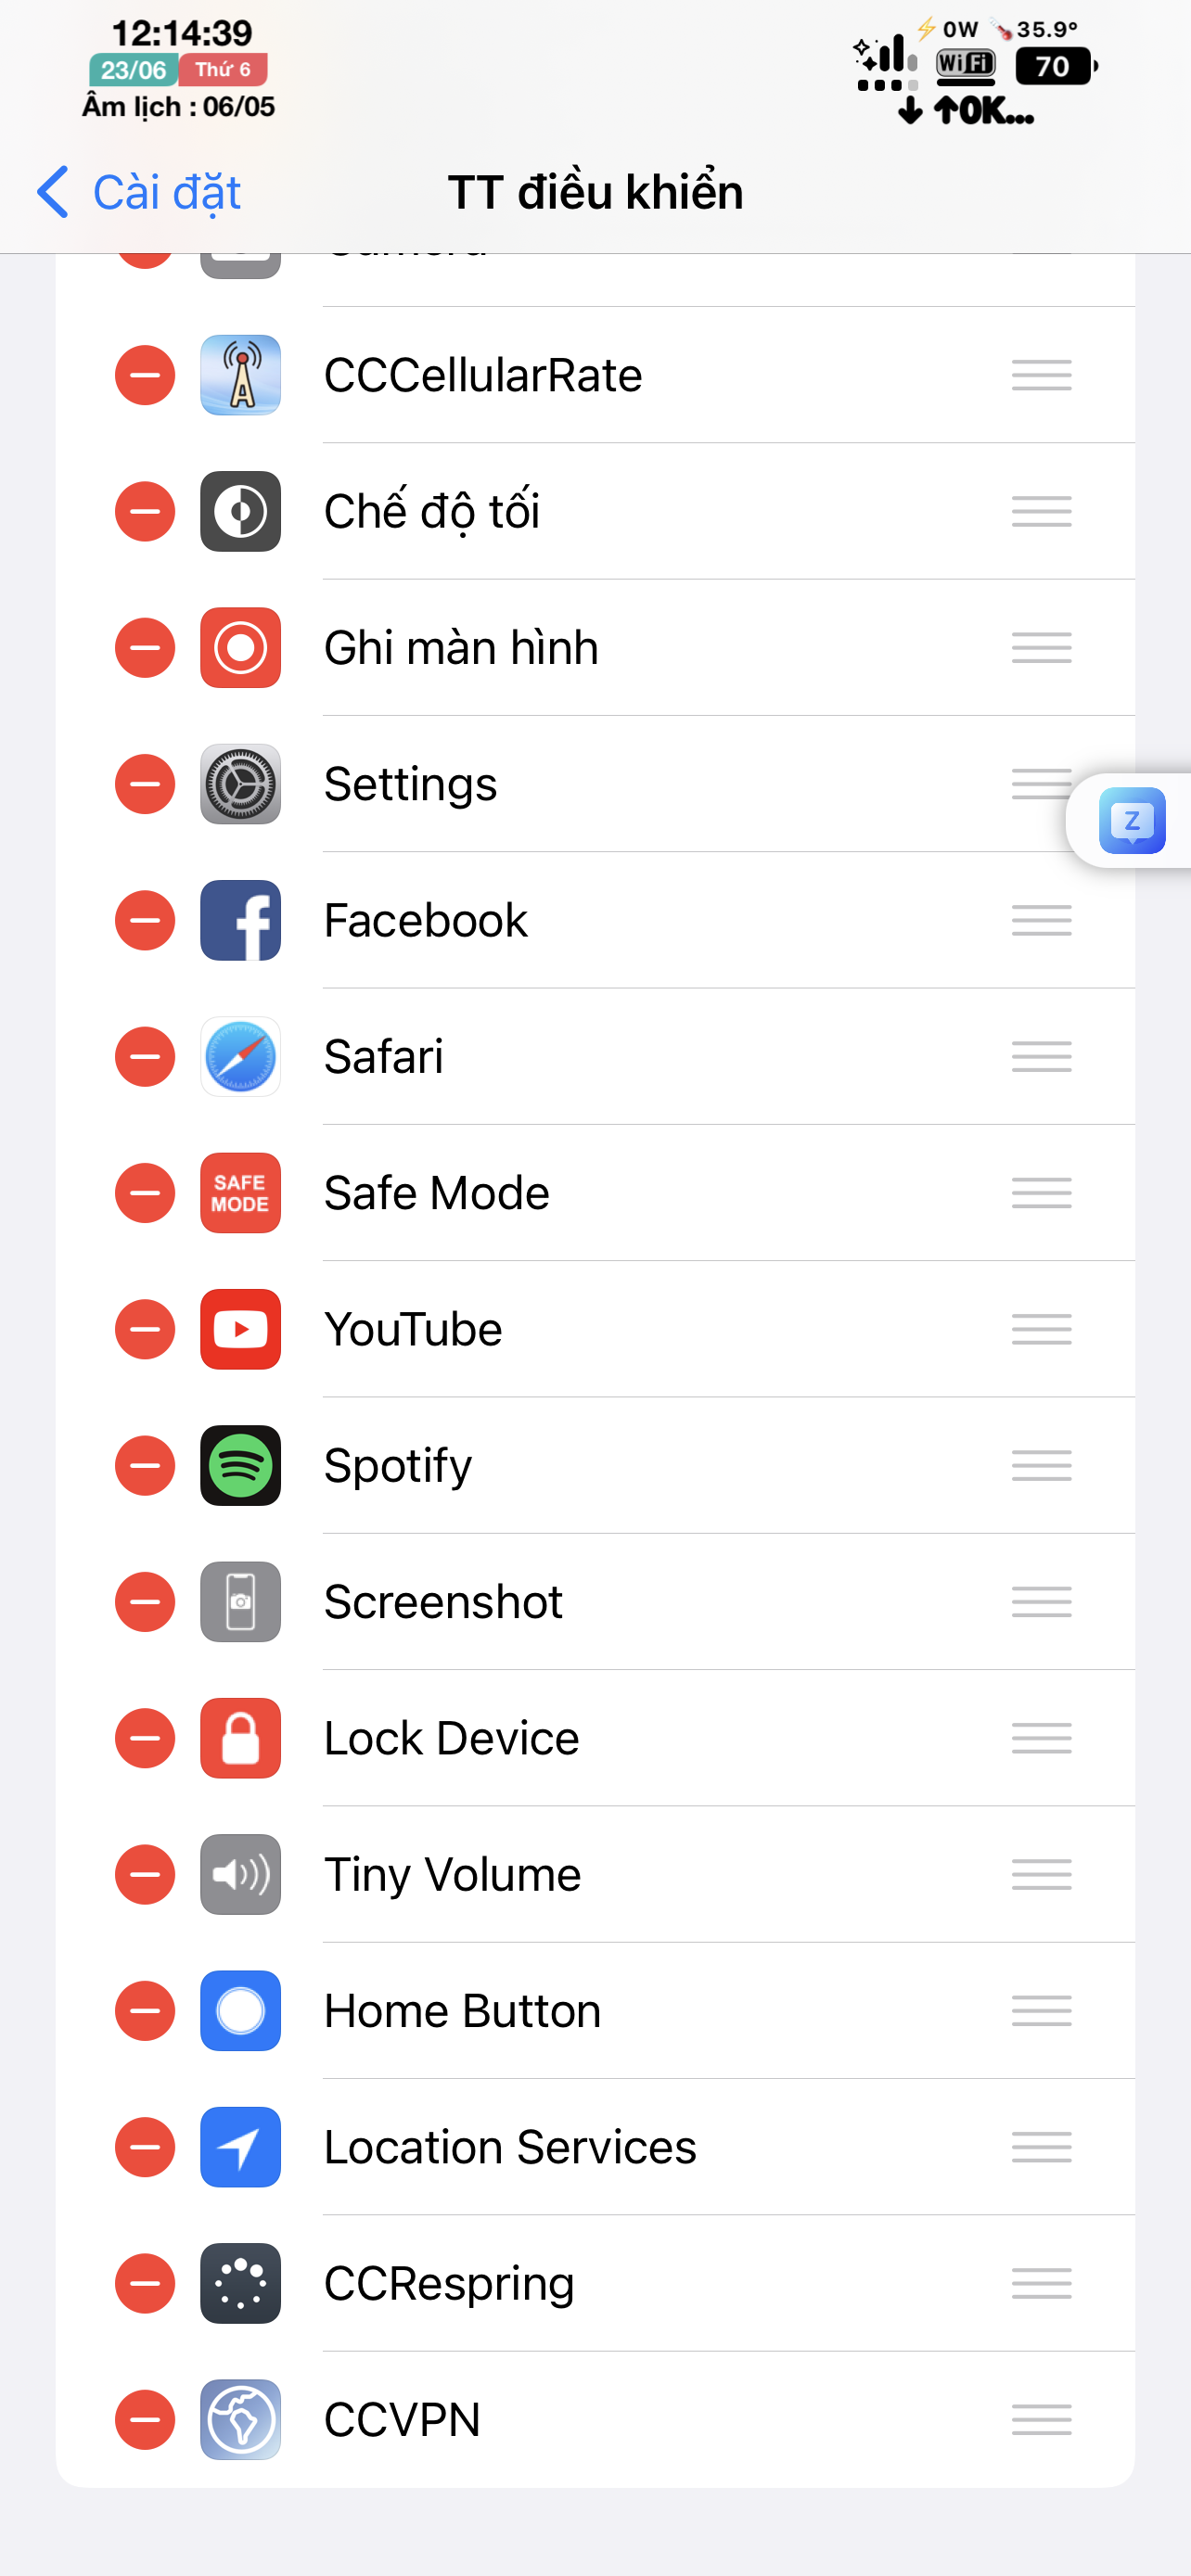 12:14:39
23/06 Thứ 6
Âm lịch : 06/05
0W 35.9°
WiFi 70
↓ ↑0K...
Cài đặt
TT điều khiển
CCCellularRate
Chế độ tối
Ghi màn hình
Settings
Z
Facebook
Safari
SAFE
MODE
Safe Mode
YouTube
Spotify
Screenshot
Lock Device
Tiny Volume
Home Button
Location Services
CCRespring
CCVPN